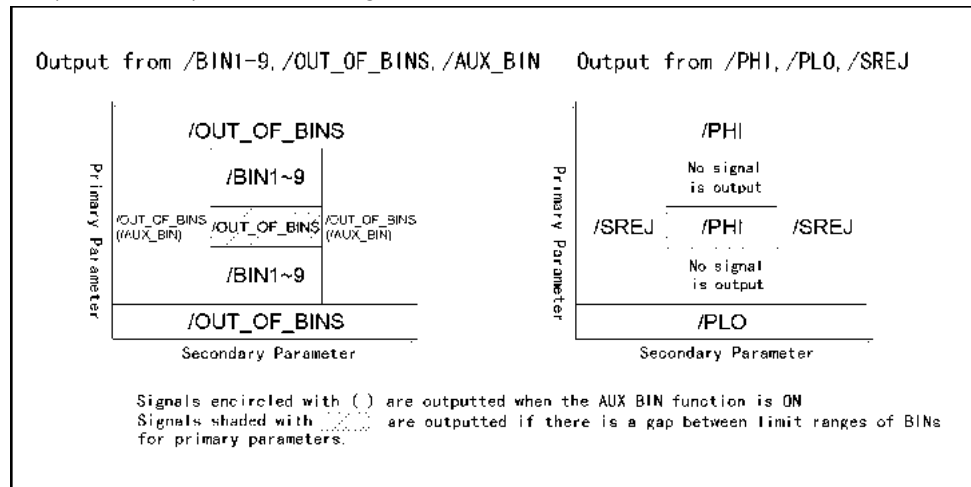 Output from /BIN1-9, /OUT_OF_BINS, /AUX_BIN
Output from /PHI, /PLO, /SREJ
Primary Parameter
/OUT_OF_BINS
/BIN1~9
/OUT_OF_BINS
(/AUX_BIN)
/OUT_OF_BINS
/OUT_OF_BINS
(/AUX_BIN)
/BIN1~9
/OUT_OF_BINS
Secondary Parameter
Primary Parameter
/PHI
No signal
is output
/SREJ
/PHI
/SREJ
No signal
is output
/PLO
Secondary Parameter
Signals encircled with ( ) are outputted when the AUX BIN function is ON
Signals shaded with are outputted if there is a gap between limit ranges of BINs
for primary parameters.